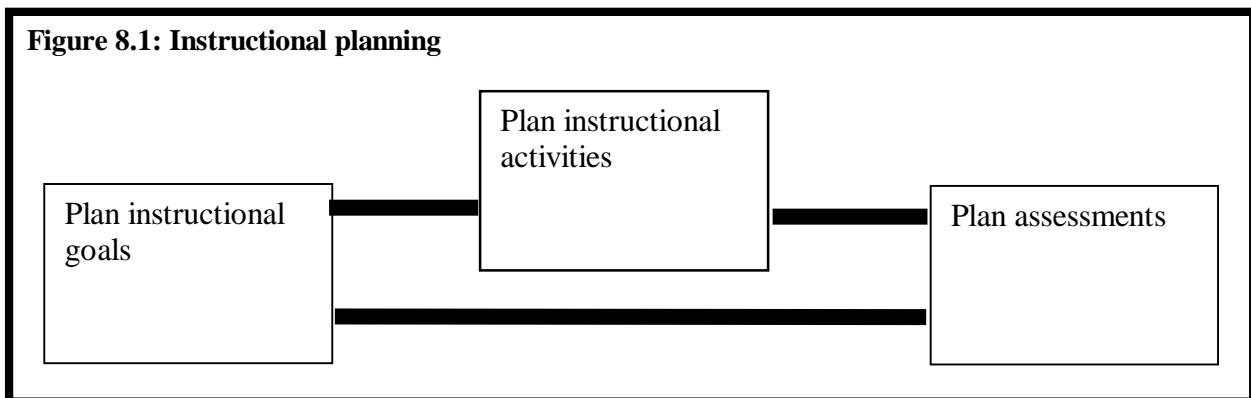 Figure 8.1: Instructional planning
Plan instructional
activities
Plan instructional
goals
Plan assessments